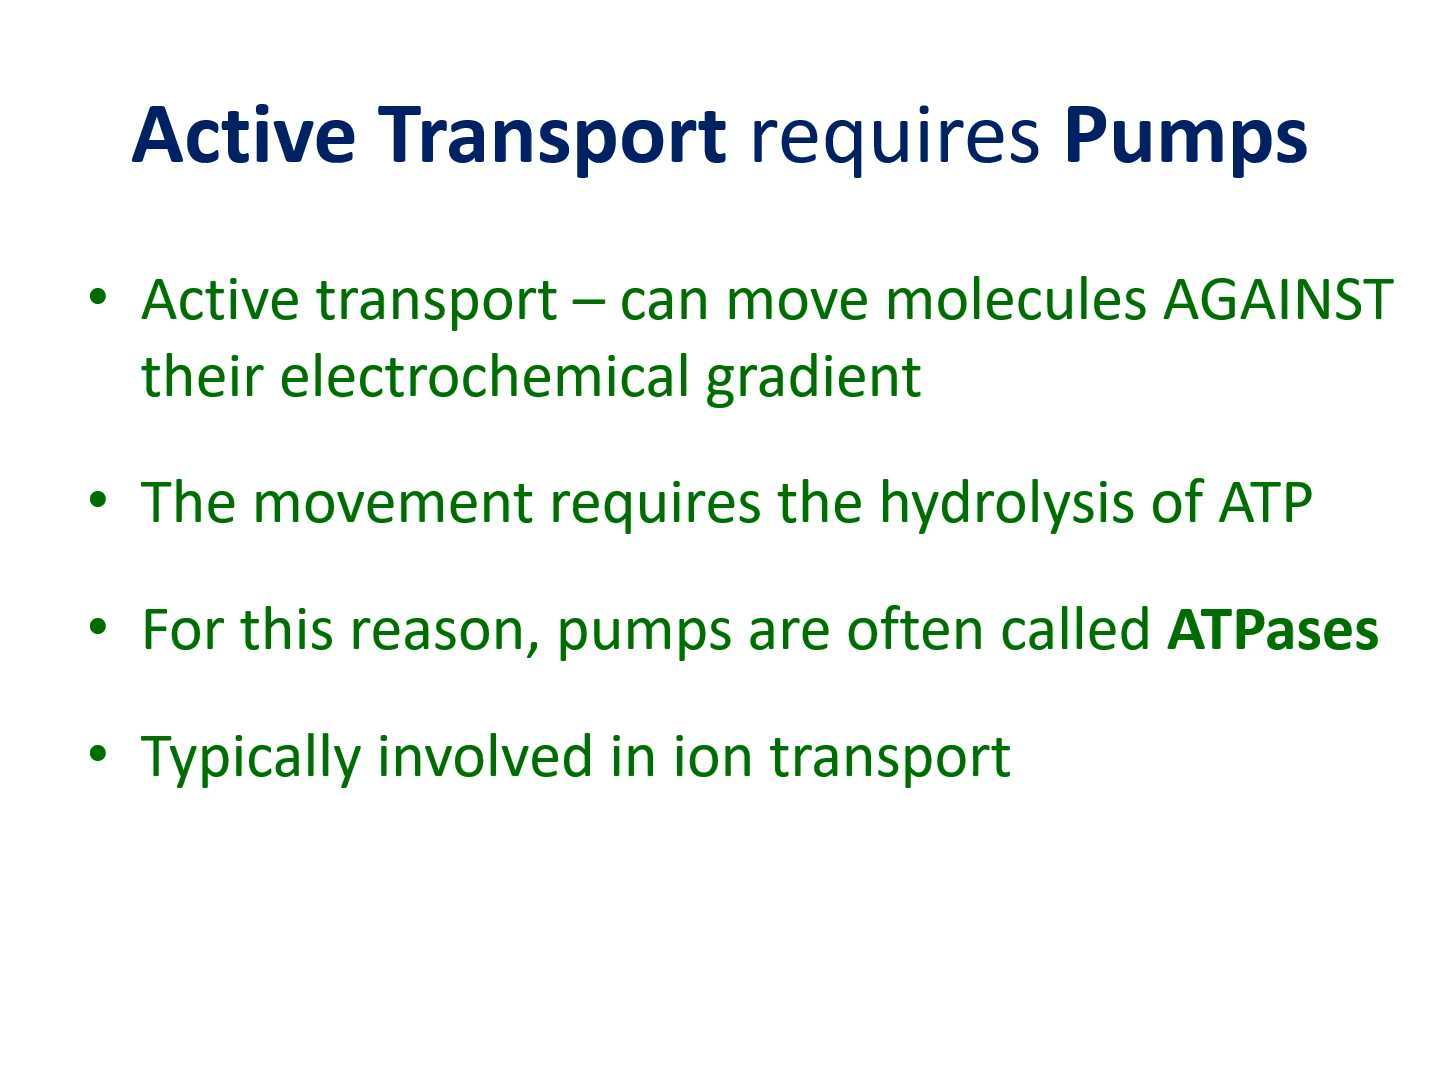 Active Transport requires Pumps
• Active transport – can move molecules AGAINST
their electrochemical gradient
• The movement requires the hydrolysis of ATP
• For this reason, pumps are often called ATPases
• Typically involved in ion transport